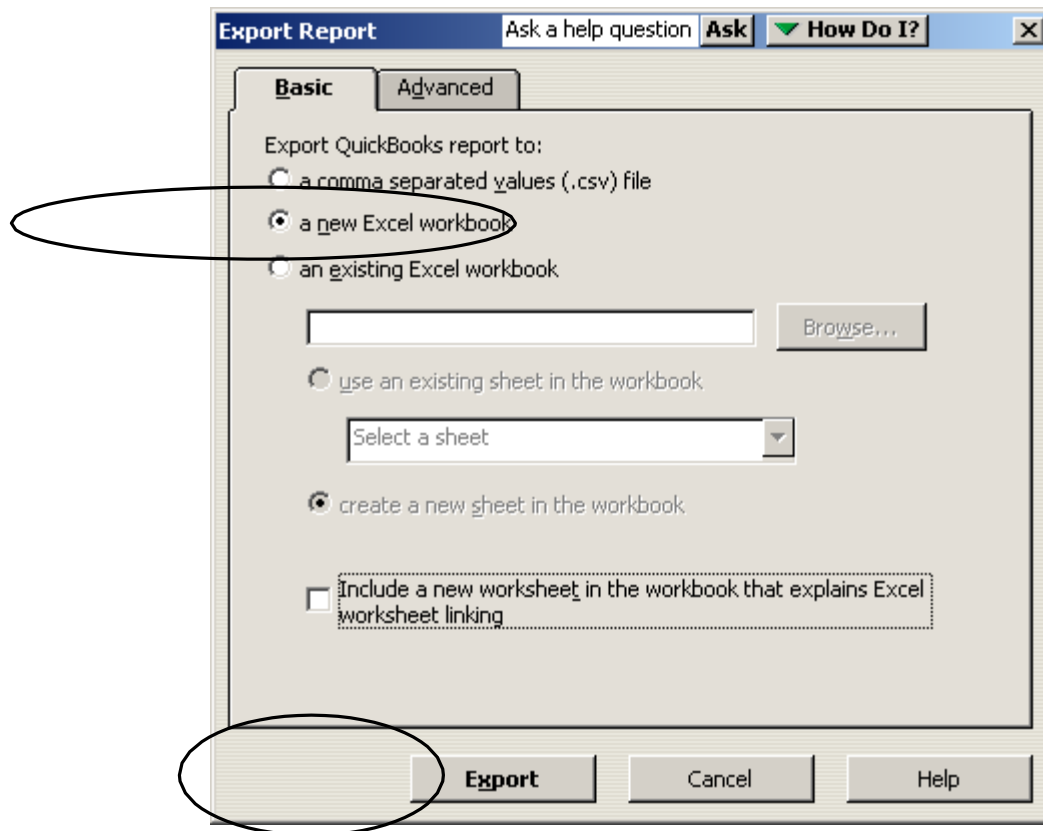 Export Report Ask a help question Ask How Do I?
Basic Advanced
Export QuickBooks report to:
a comma separated values (.csv) file
a new Excel workbook
an existing Excel workbook
Browse...
use an existing sheet in the workbook
Select a sheet
create a new sheet in the workbook
Include a new worksheet in the workbook that explains Excel
worksheet linking
Export Cancel Help